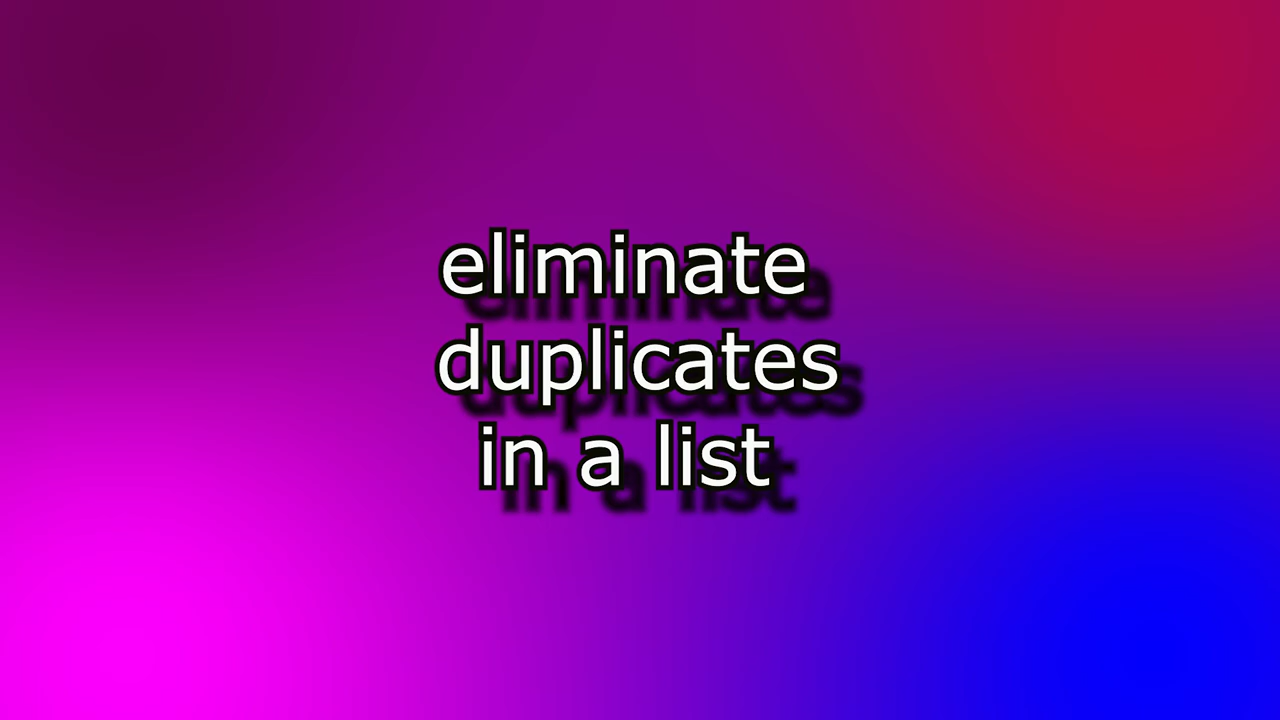 eliminate
duplicates
in a list